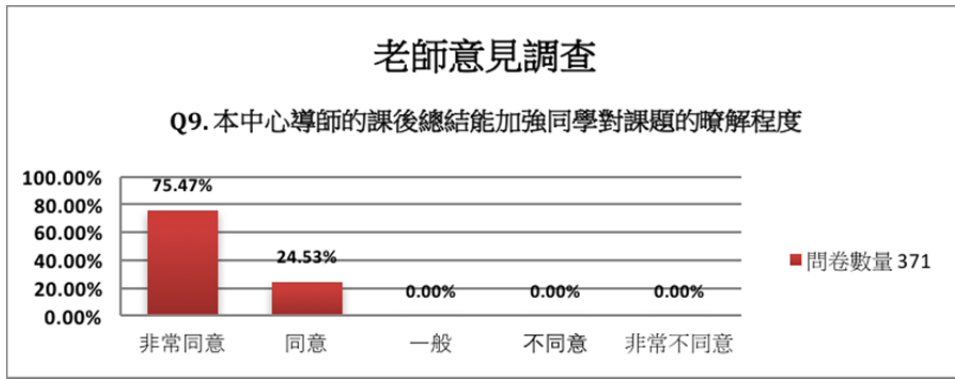 老師意見調查
Q9. 本中心導師的課後總結能加強同學對課題的暸解程度
100.00%
80.00%
60.00%
40.00%
20.00%
0.00%
75.47%
24.53%
0.00%
0.00%
0.00%
非常同意
同意
一般
不同意
非常不同意
問卷數量 371